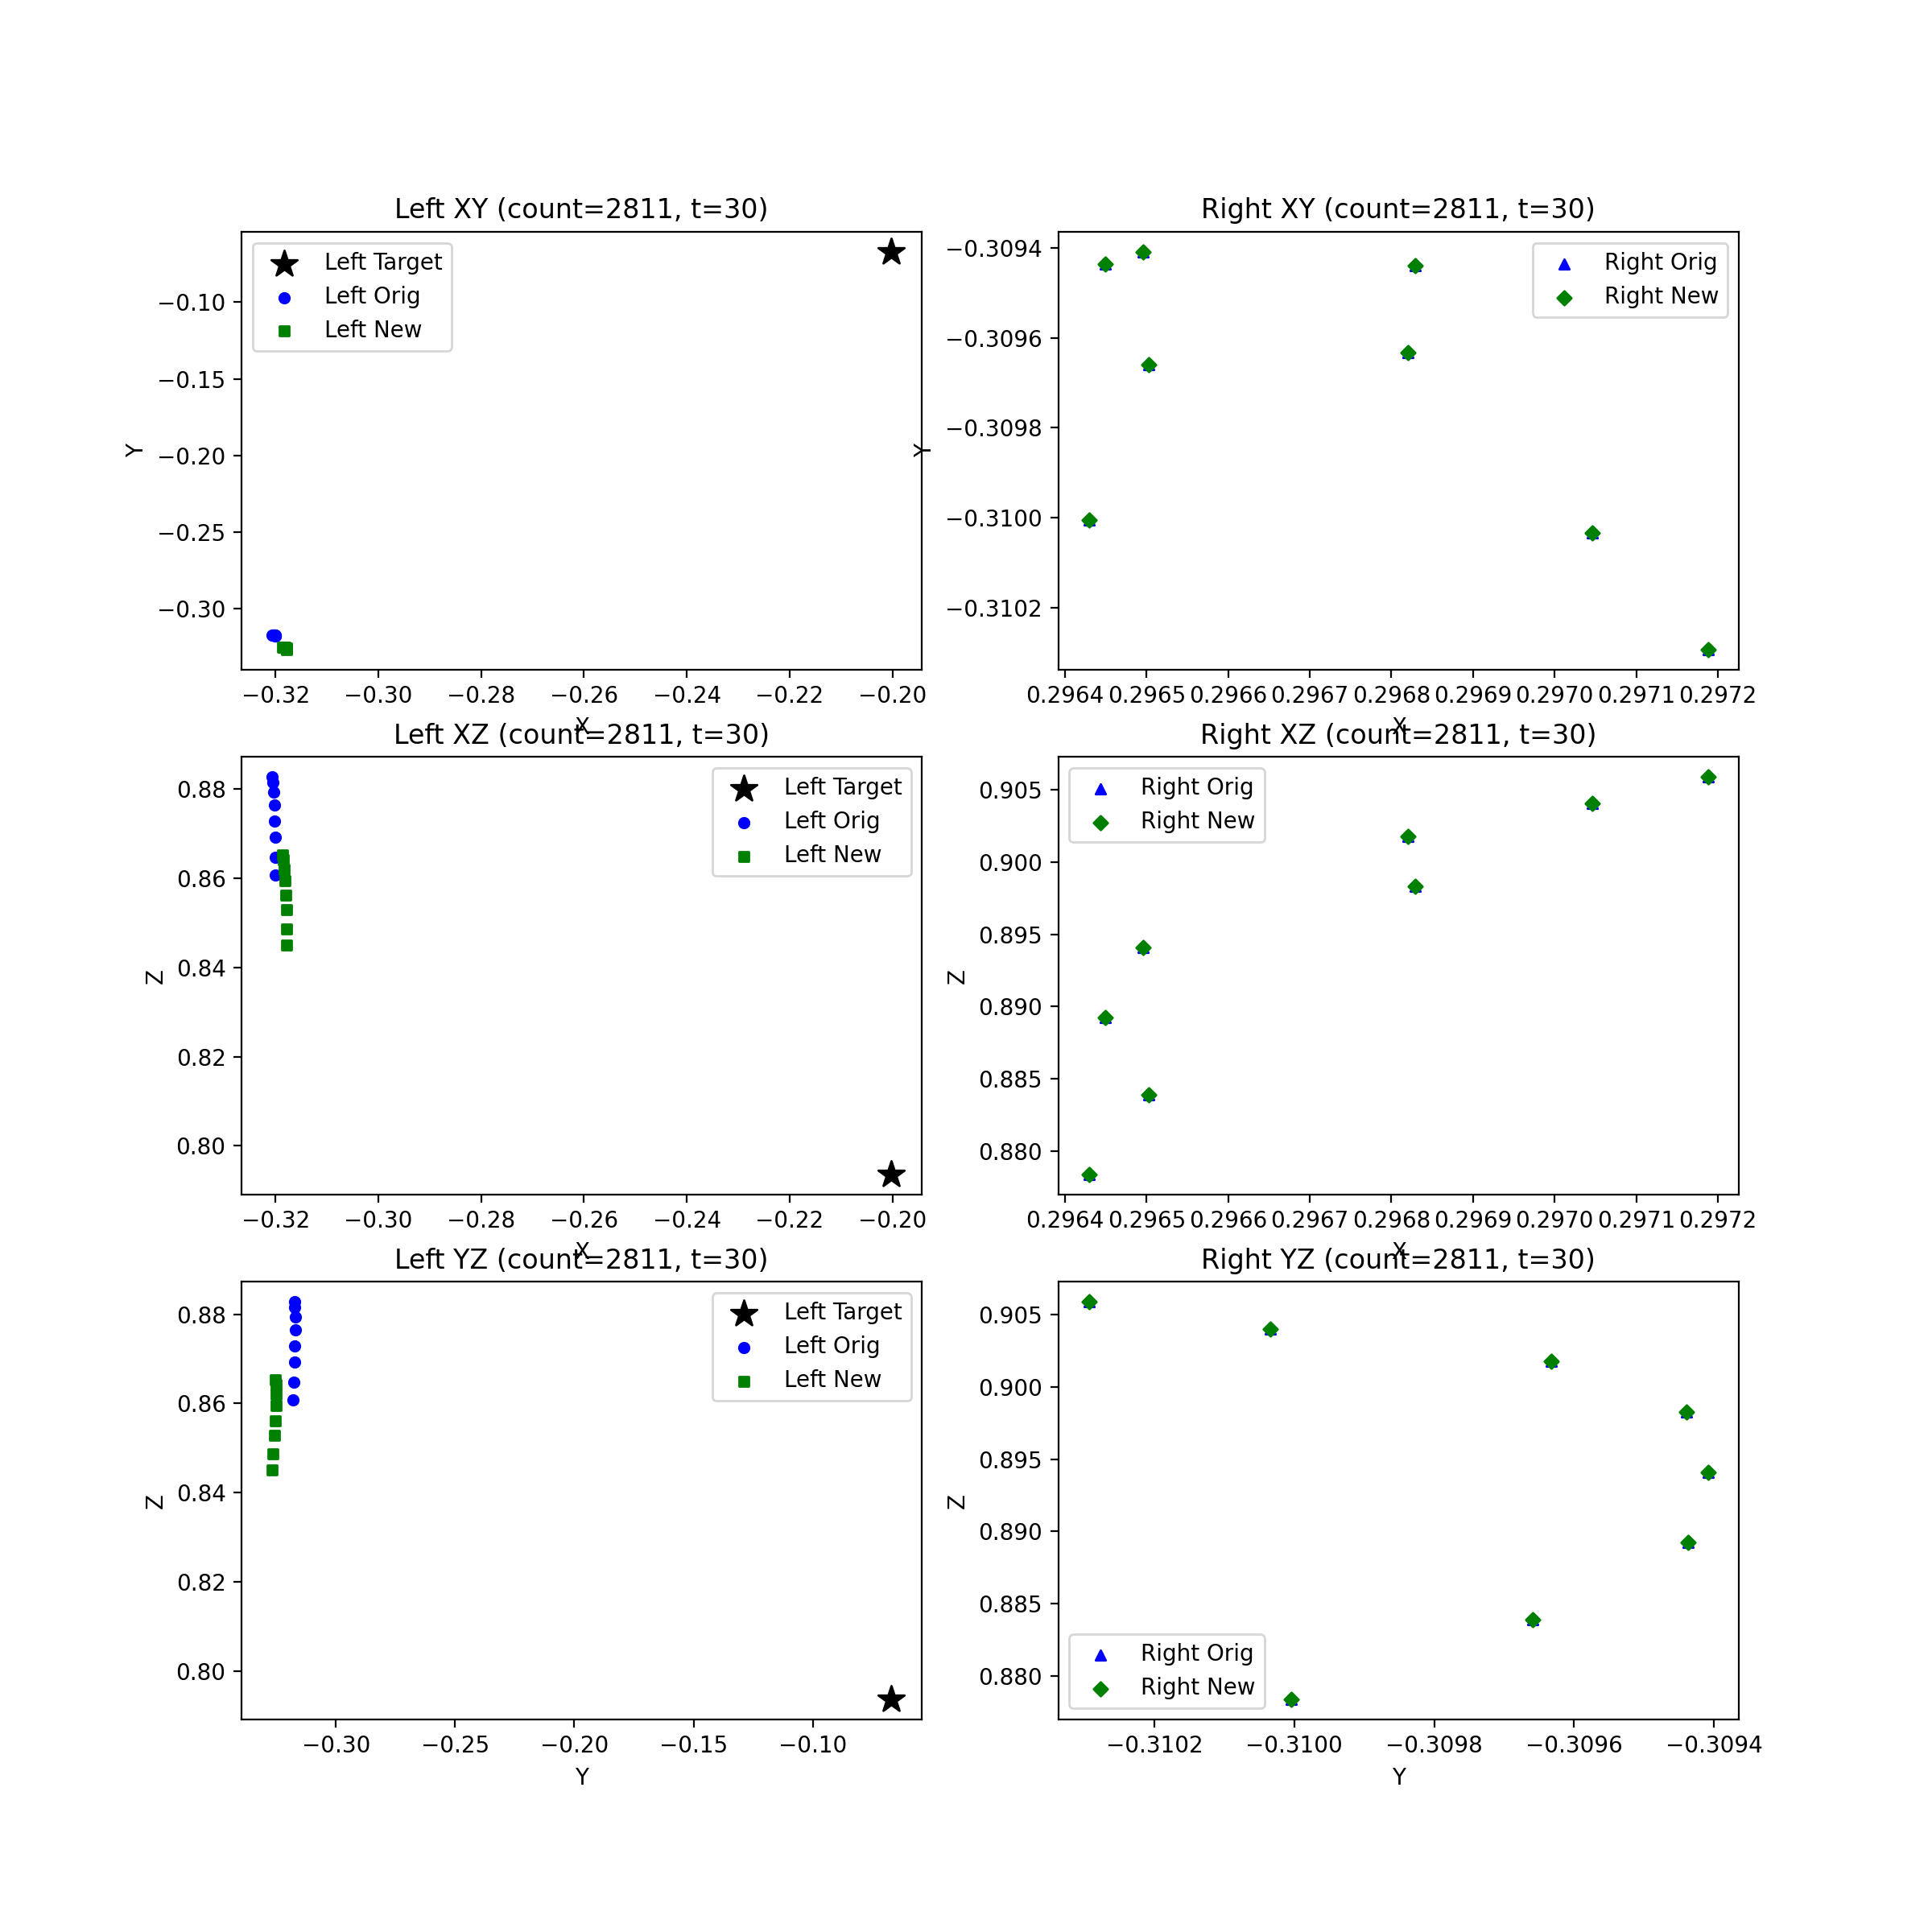 Left XY (count=2811, t=30)
Left Target
Left Orig
Left New
Y
−0.10
−0.15
−0.20
−0.25
−0.30
−0.32 −0.30 −0.28 −0.26 −0.24 −0.22 −0.20
X
Right XY (count=2811, t=30)
Right Orig
Right New
Y
−0.3094
−0.3096
−0.3098
−0.3100
−0.3102
0.2964 0.2965 0.2966 0.2967 0.2968 0.2969 0.2970 0.2971 0.2972
X
Left XZ (count=2811, t=30)
Left Target
Left Orig
Left New
Z
0.88
0.86
0.84
0.82
0.80
−0.32 −0.30 −0.28 −0.26 −0.24 −0.22 −0.20
X
Right XZ (count=2811, t=30)
Right Orig
Right New
Z
0.905
0.900
0.895
0.890
0.885
0.880
0.2964 0.2965 0.2966 0.2967 0.2968 0.2969 0.2970 0.2971 0.2972
X
Left YZ (count=2811, t=30)
Left Target
Left Orig
Left New
Z
0.88
0.86
0.84
0.82
0.80
−0.30 −0.25 −0.20 −0.15 −0.10
Y
Right YZ (count=2811, t=30)
Right Orig
Right New
Z
0.905
0.900
0.895
0.890
0.885
0.880
−0.3102 −0.3100 −0.3098 −0.3096 −0.3094
Y